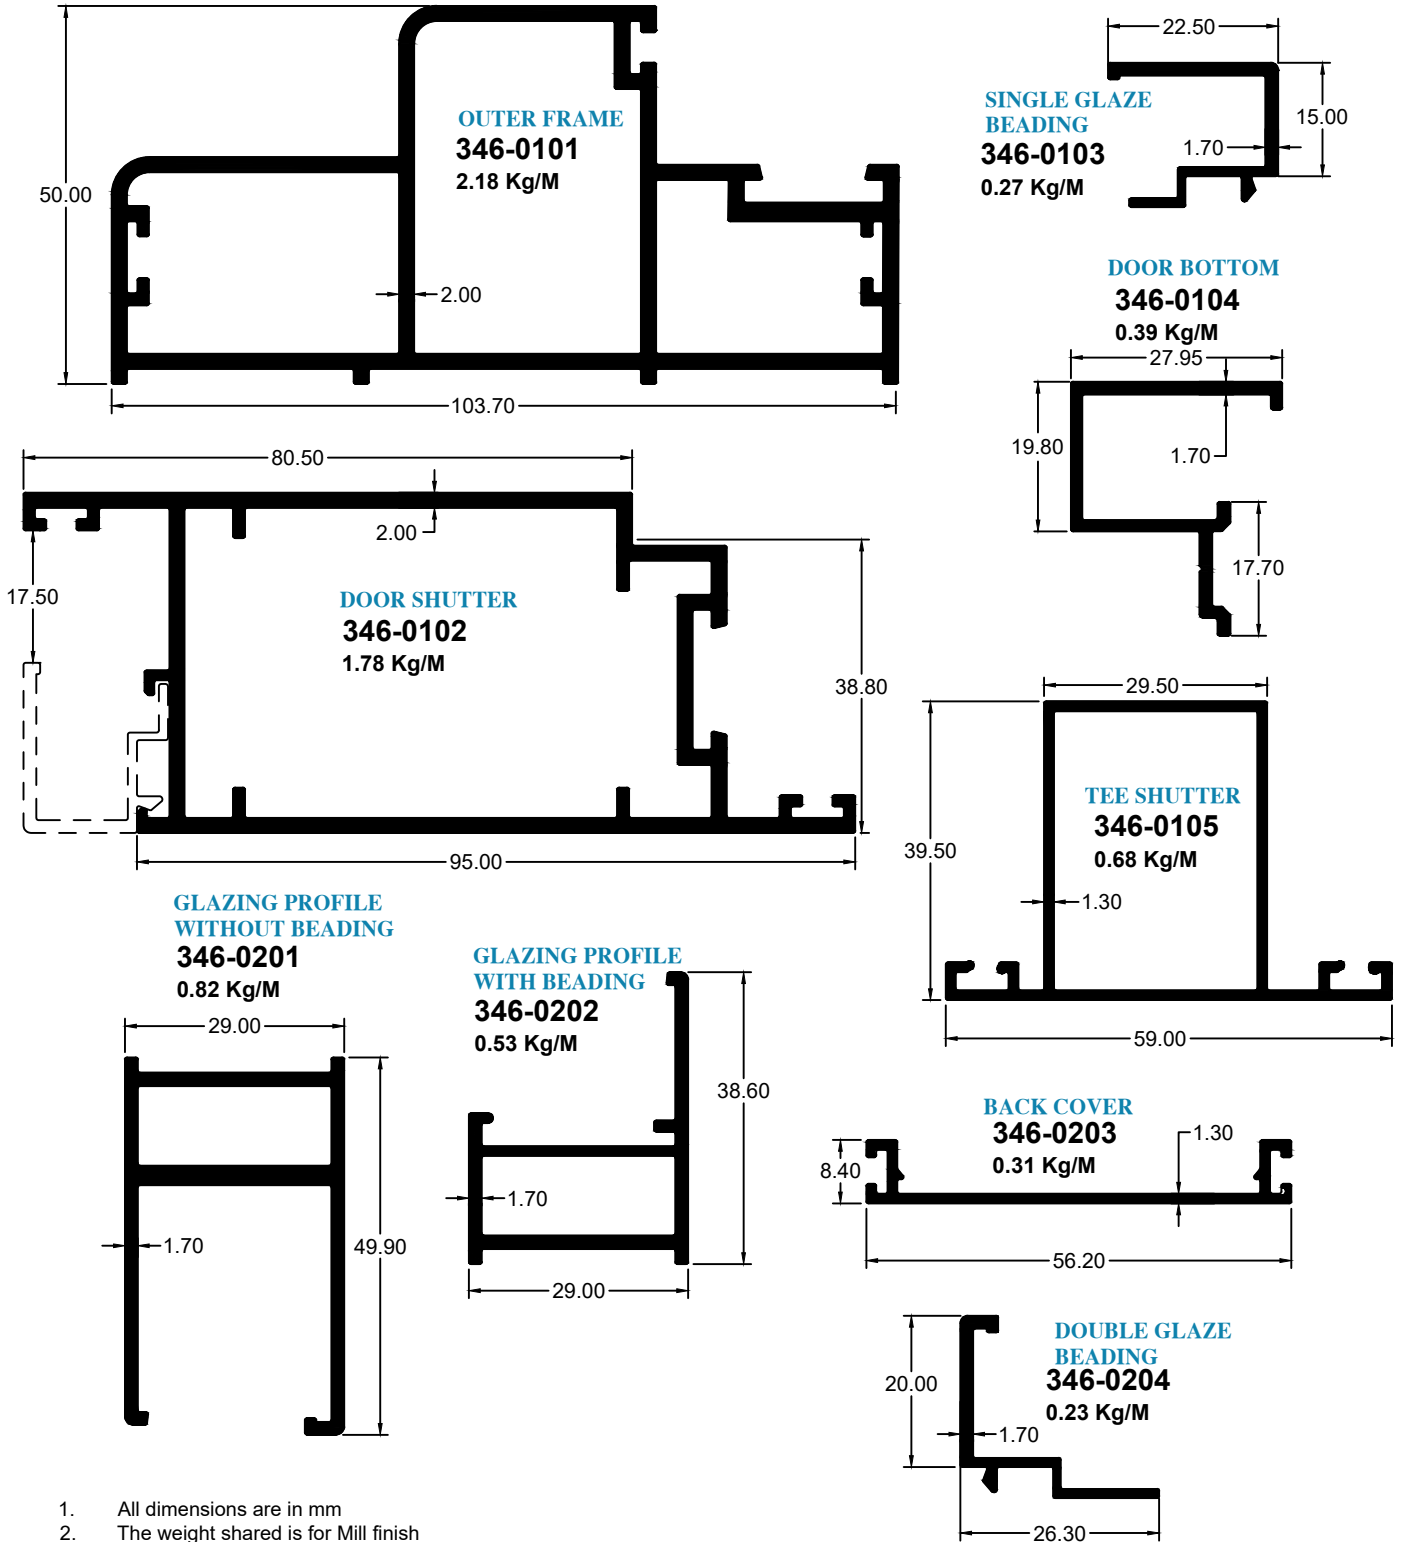 50.00
OUTER FRAME
346-0101
2.18 Kg/M
2.00
103.70
22.50
SINGLE GLAZE
BEADING
346-0103
0.27 Kg/M
15.00
1.70
DOOR BOTTOM
346-0104
0.39 Kg/M
27.95
19.80
1.70
17.70
80.50
2.00
17.50
DOOR SHUTTER
346-0102
1.78 Kg/M
38.80
95.00
29.50
TEE SHUTTER
346-0105
0.68 Kg/M
39.50
1.30
59.00
GLAZING PROFILE
WITHOUT BEADING
346-0201
0.82 Kg/M
29.00
1.70
49.90
GLAZING PROFILE
WITH BEADING
346-0202
0.53 Kg/M
38.60
1.70
29.00
BACK COVER
346-0203
0.31 Kg/M
1.30
8.40
56.20
DOUBLE GLAZE
BEADING
346-0204
0.23 Kg/M
20.00
1.70
26.30
1. All dimensions are in mm
2. The weight shared is for Mill finish